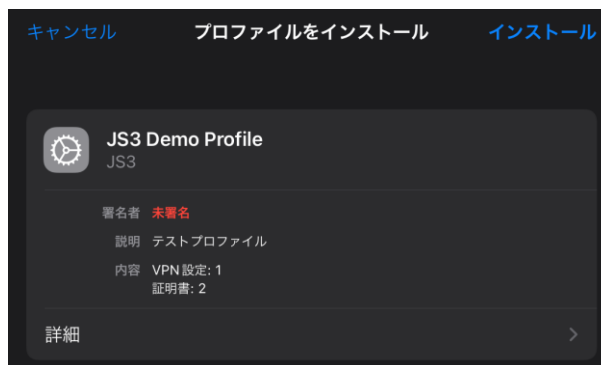 キャンセル プロファイルをインストール インストール
JS3 Demo Profile
JS3
署名者 未署名
説明 テストプロファイル
内容 VPN 設定: 1
証明書: 2
詳細